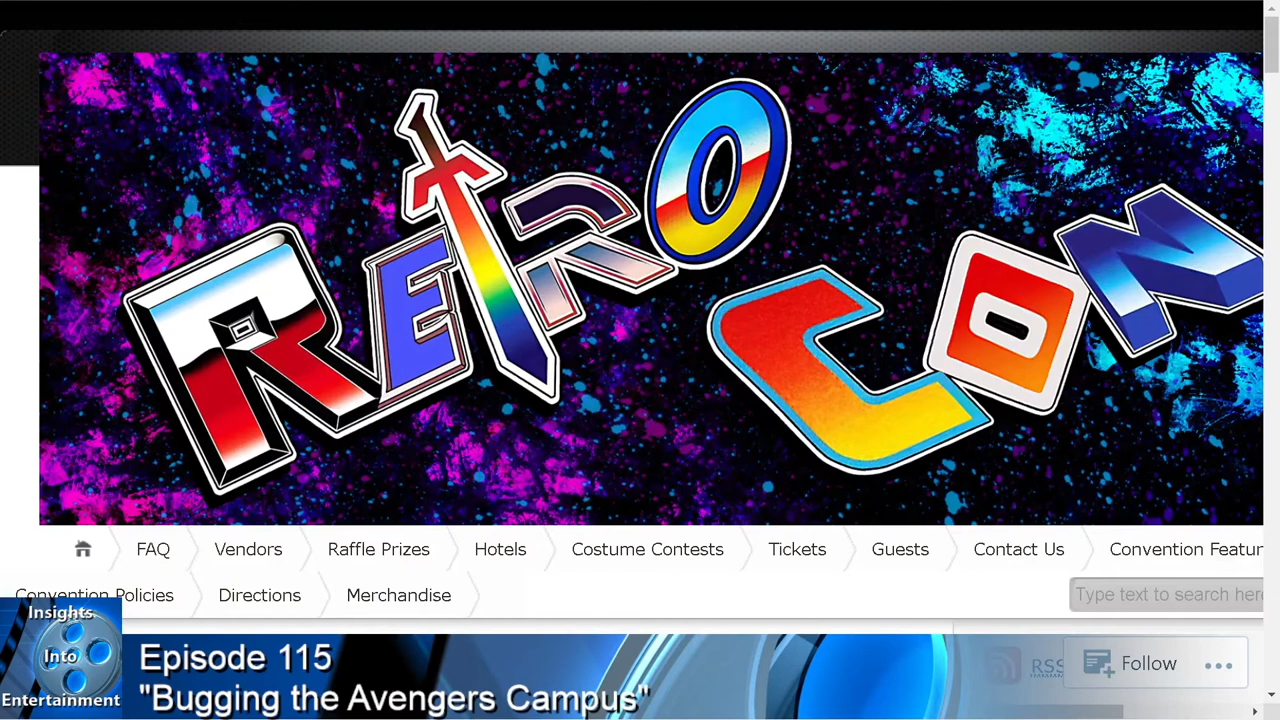 RETRO
CON
FAQ Vendors Raffle Prizes Hotels Costume Contests Tickets Guests Contact Us Convention Featur
Convention Policies Directions Merchandise Type text to search here
Insights
Into
Entertainment
Episode 115
"Bugging the Avengers Campus"
RSS
Follow